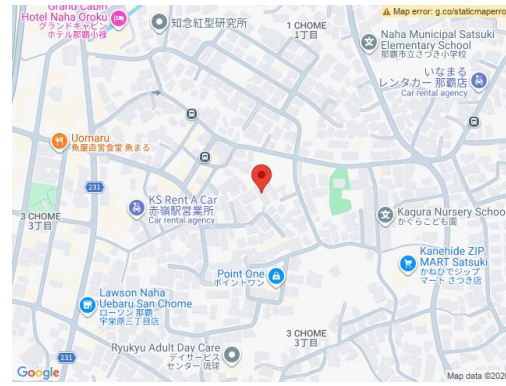 Grand Cabin
Hotel Naha Oroku
グランドキャビン
ホテル那覇小禄
知念紅型研究所
1 CHOME
1丁目
Map error: g.co/staticmaperro
Naha Municipal Satsuki
Elementary School
那覇市立さつき小学校
いなまる
レンタカー 那覇店
Car rental agency
Uomaru
魚屋直営食堂 魚まる
231
KS Rent A Car
赤嶺駅営業所
Car rental agency
3 CHOME
3丁目
Kagura Nursery School
かぐらこども園
Kanehide ZIP
MART Satsuki
かねひでジップ
マート さつき店
Point One
ポイントワン
Lawson Naha
Uebaru San Chome
ローソン 那覇
宇栄原三丁目店
3 CHOME
3丁目
231
Ryukyu Adult Day Care
デイサービス
センター 琉球
Google
Map data ©2026